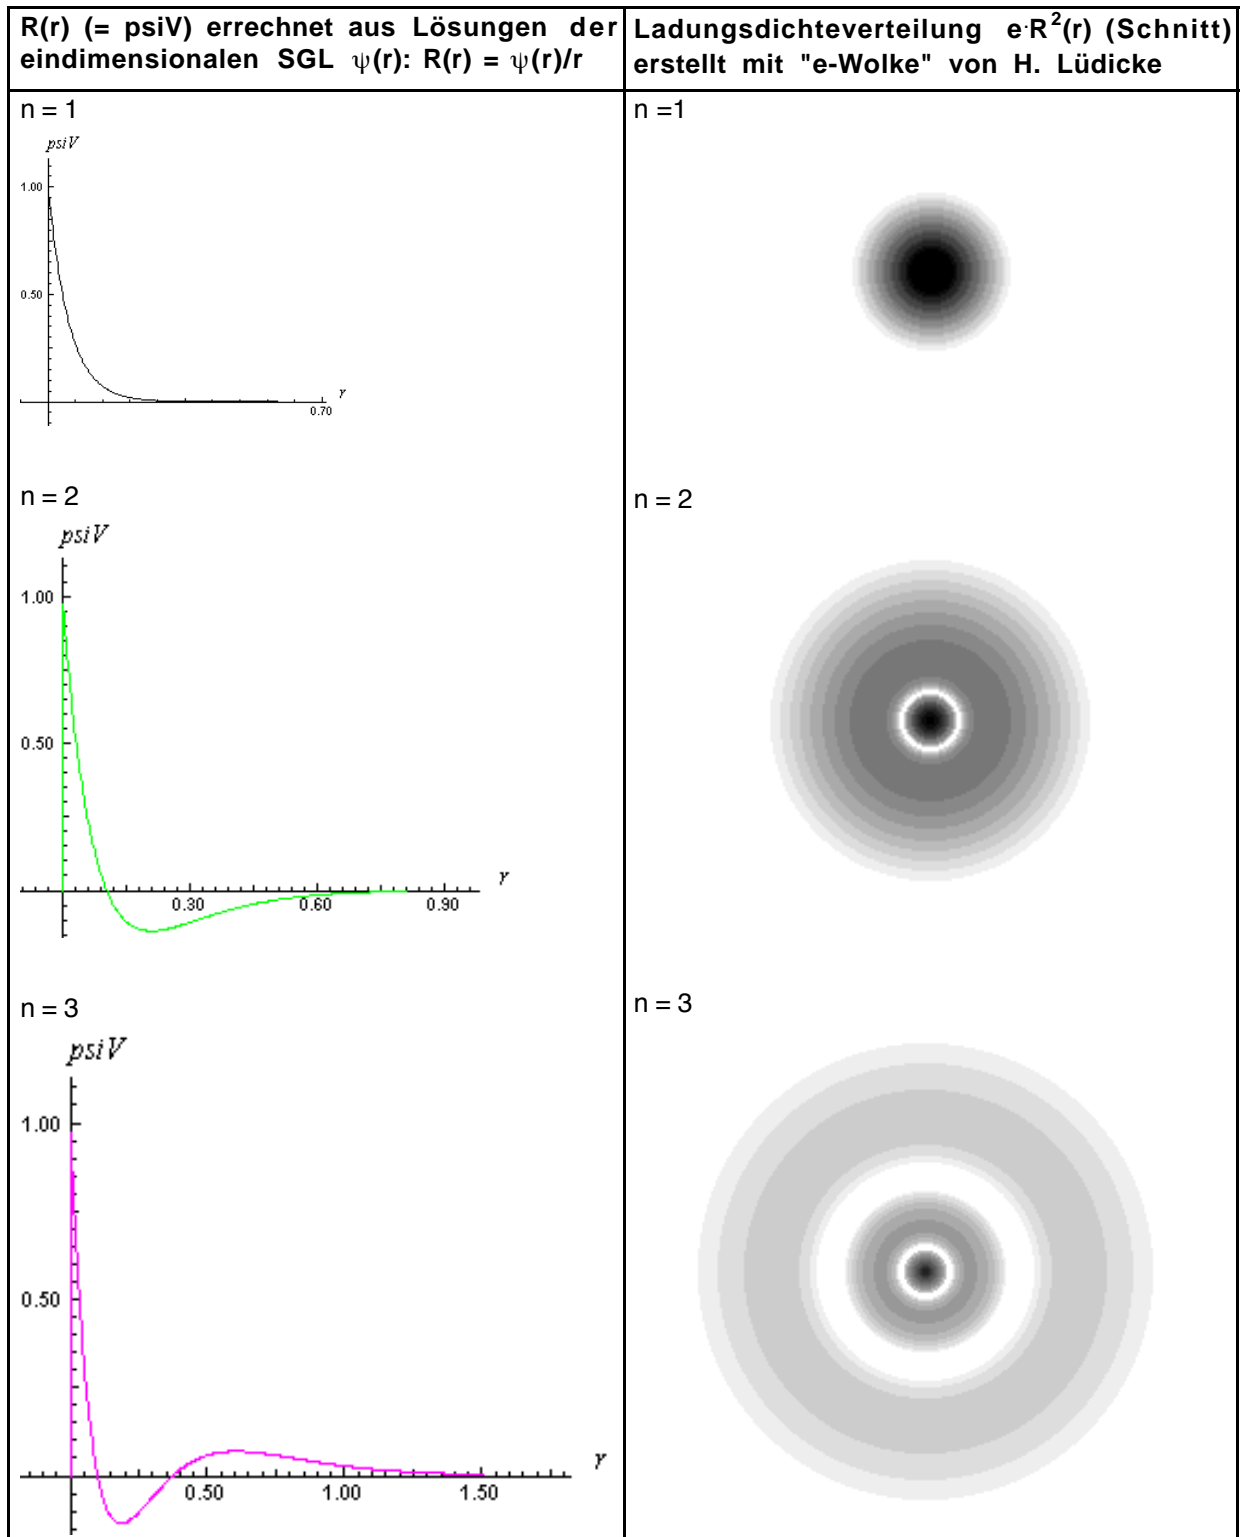 R(r) (= psiV) errechnet aus Lösungen der
eindimensionalen SGL ψ(r): R(r) = ψ(r)/r
Ladungsdichteverteilung e·R²(r) (Schnitt)
erstellt mit "e-Wolke" von H. Lüdicke
n = 1
psiV
1.00
0.50
r
0.70
n =1
n = 2
psiV
1.00
0.50
r
0.30 0.60 0.90
n = 2
n = 3
psiV
1.00
0.50
r
0.50 1.00 1.50
n = 3